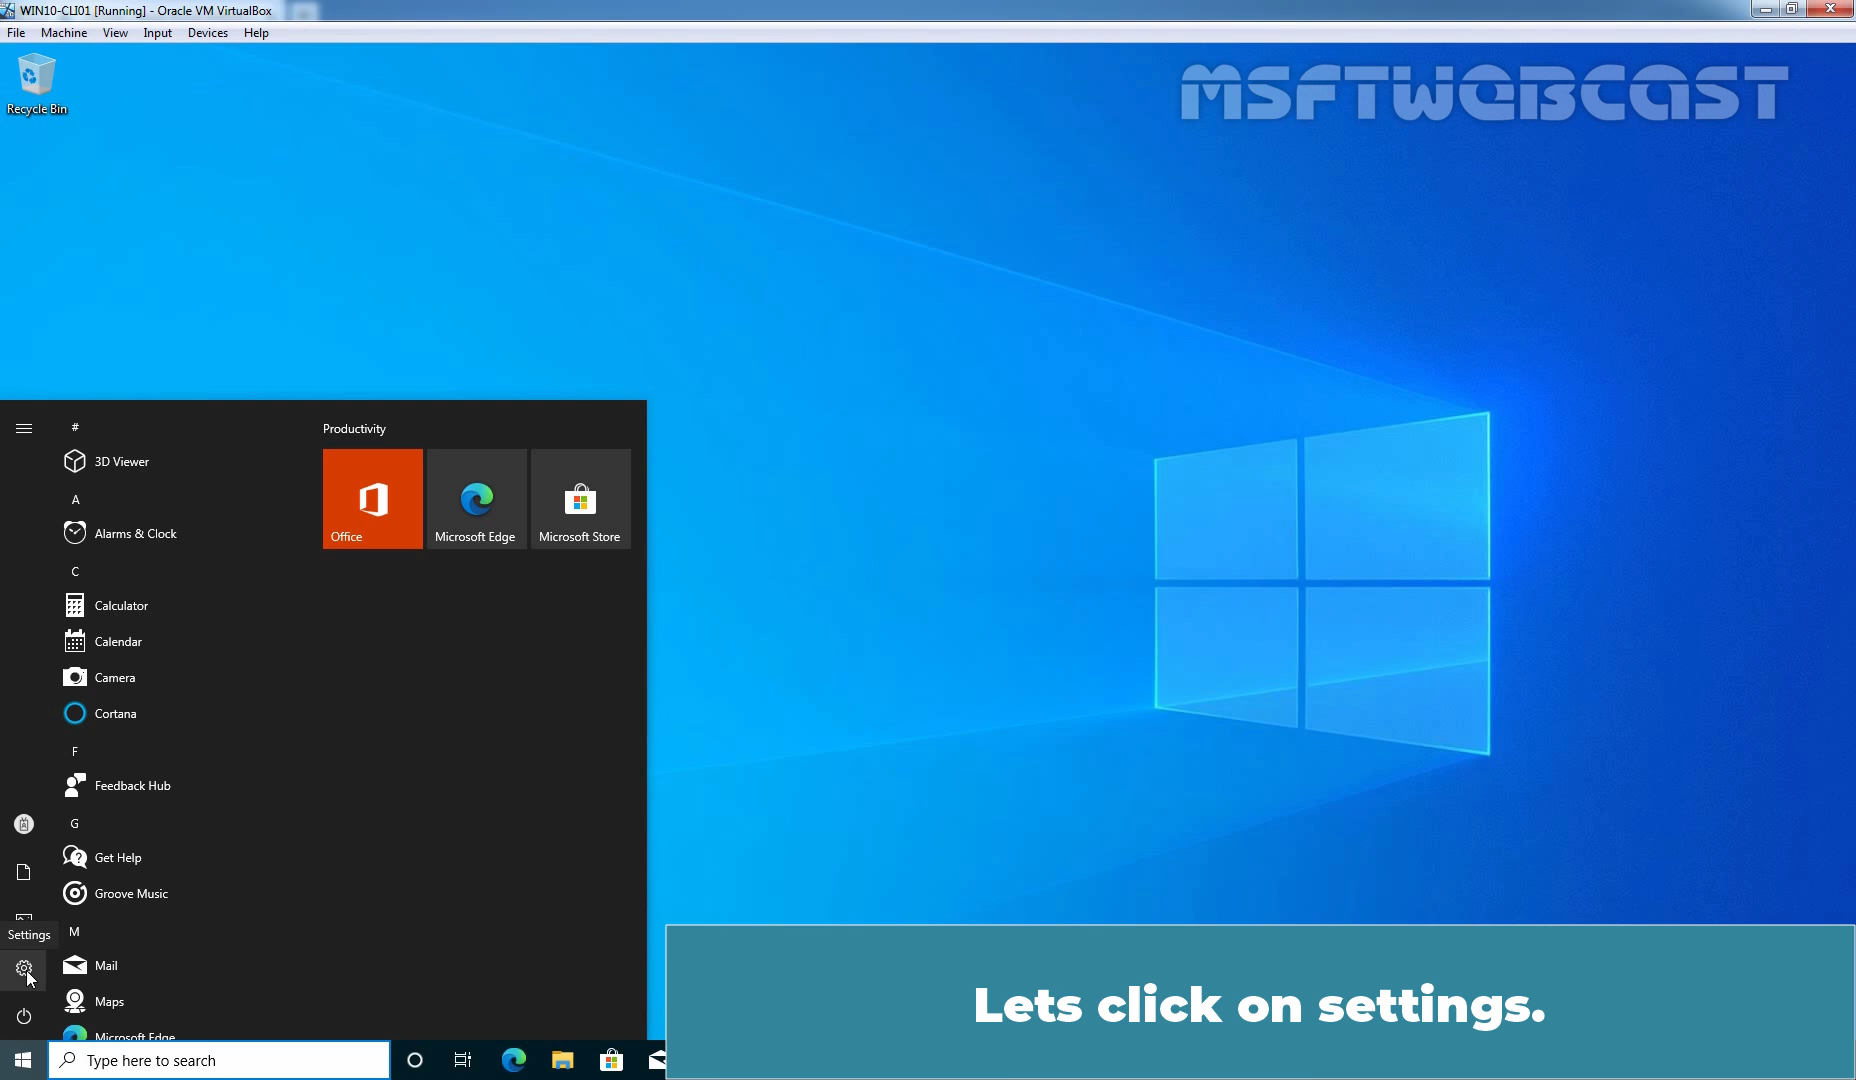 WIN10-CLI01 [Running] - Oracle VM VirtualBox
File Machine View Input Devices Help
Recycle Bin
MSFTWEBCAST
#
3D Viewer
A
Alarms & Clock
C
Calculator
Calendar
Camera
Cortana
F
Feedback Hub
G
Get Help
Groove Music
Settings
M
Mail
Maps
Microsoft Edge
Productivity
Office
Microsoft Edge
Microsoft Store
Lets click on settings.
Type here to search